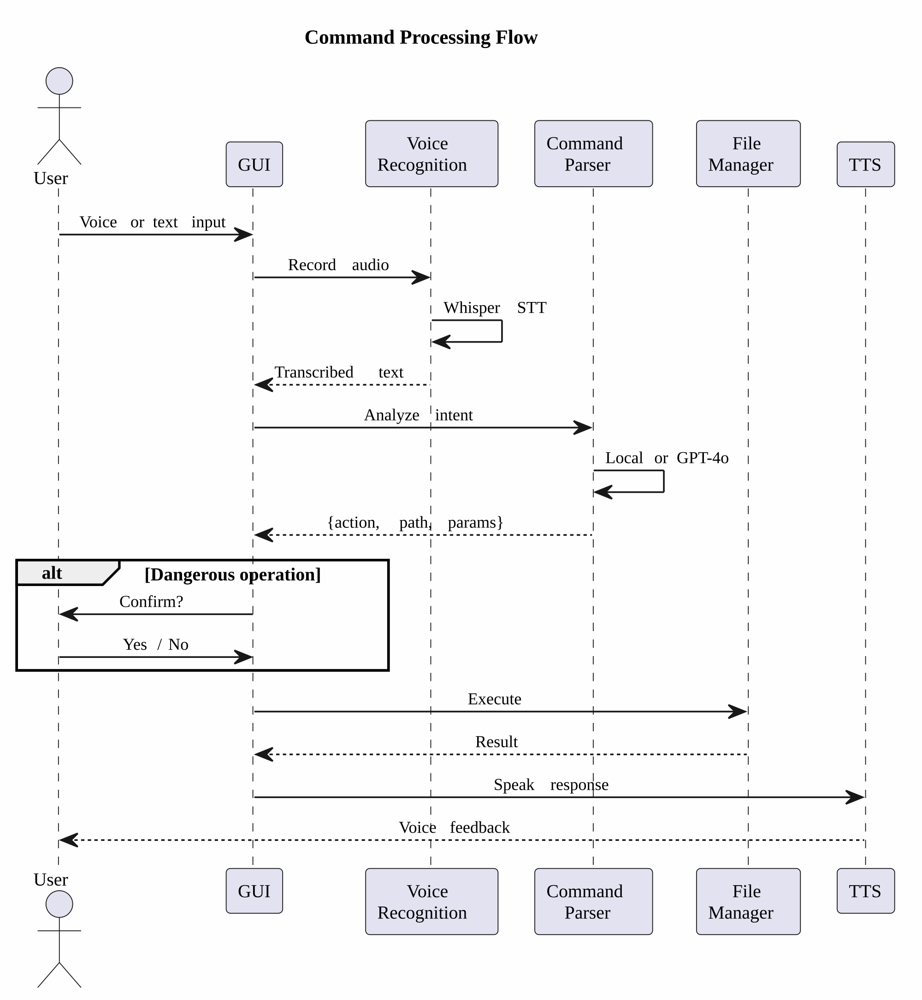 Command Processing Flow
User
GUI
Voice
Recognition
Command
Parser
File
Manager
TTS
Voice or text input
Record audio
Whisper STT
Transcribed text
Analyze intent
Local or GPT-4o
{action, path, params}
alt [Dangerous operation]
Confirm?
Yes / No
Execute
Result
Speak response
Voice feedback
User
GUI
Voice
Recognition
Command
Parser
File
Manager
TTS